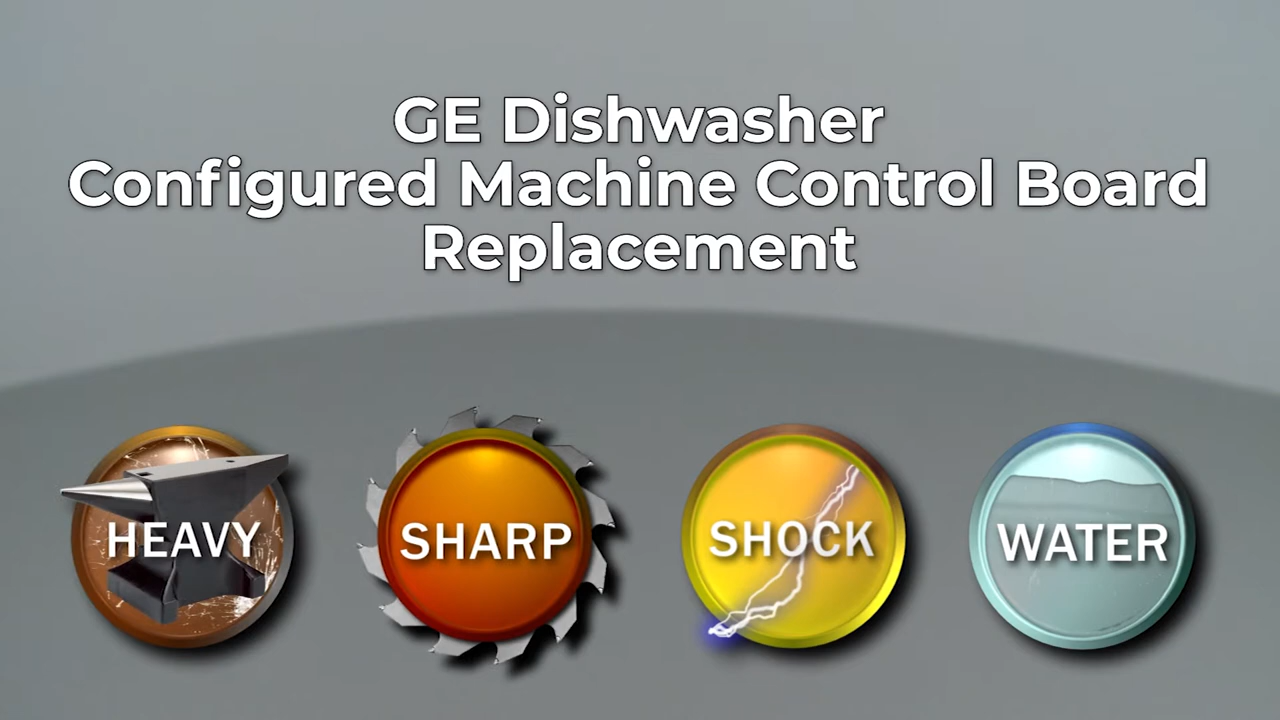 GE Dishwasher
Configured Machine Control Board
Replacement
HEAVY
SHARP
SHOCK
WATER